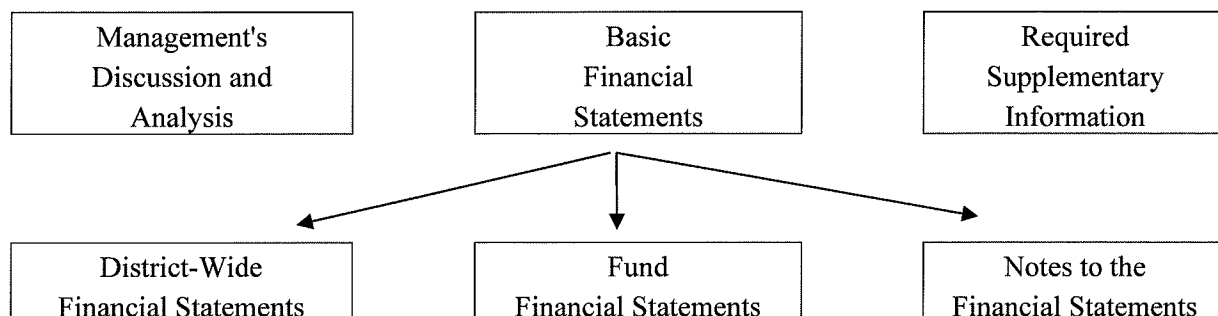 Management's
Discussion and
Analysis
Basic
Financial
Statements
Required
Supplementary
Information
District-Wide
Financial Statements
Fund
Financial Statements
Notes to the
Financial Statements